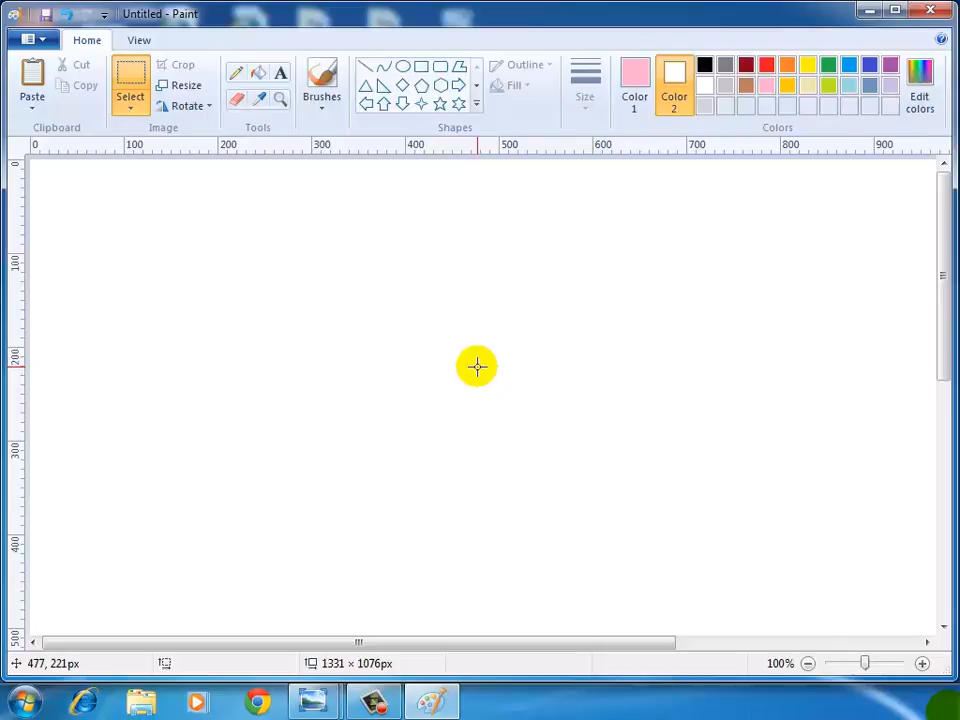 Untitled - Paint
Home View
Paste Cut Copy Clipboard
Select Crop Resize Rotate Image
A Tools
Brushes
Outline Fill Shapes
Size
Color 1
Color 2
Edit colors
Colors
0 100 200 300 400 500 600 700 800 900
0
100
200
300
400
500
477, 221px 1331 × 1076px 100%